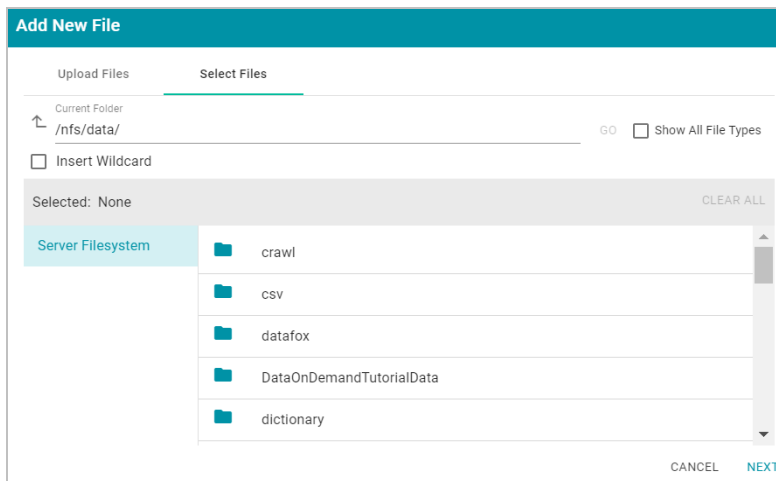 Add New File
Upload Files Select Files
Current Folder
/nfs/data/ GO Show All File Types
Insert Wildcard
Selected: None CLEAR ALL
Server Filesystem
crawl
csv
datafox
DataOnDemandTutorialData
dictionary
CANCEL NEXT